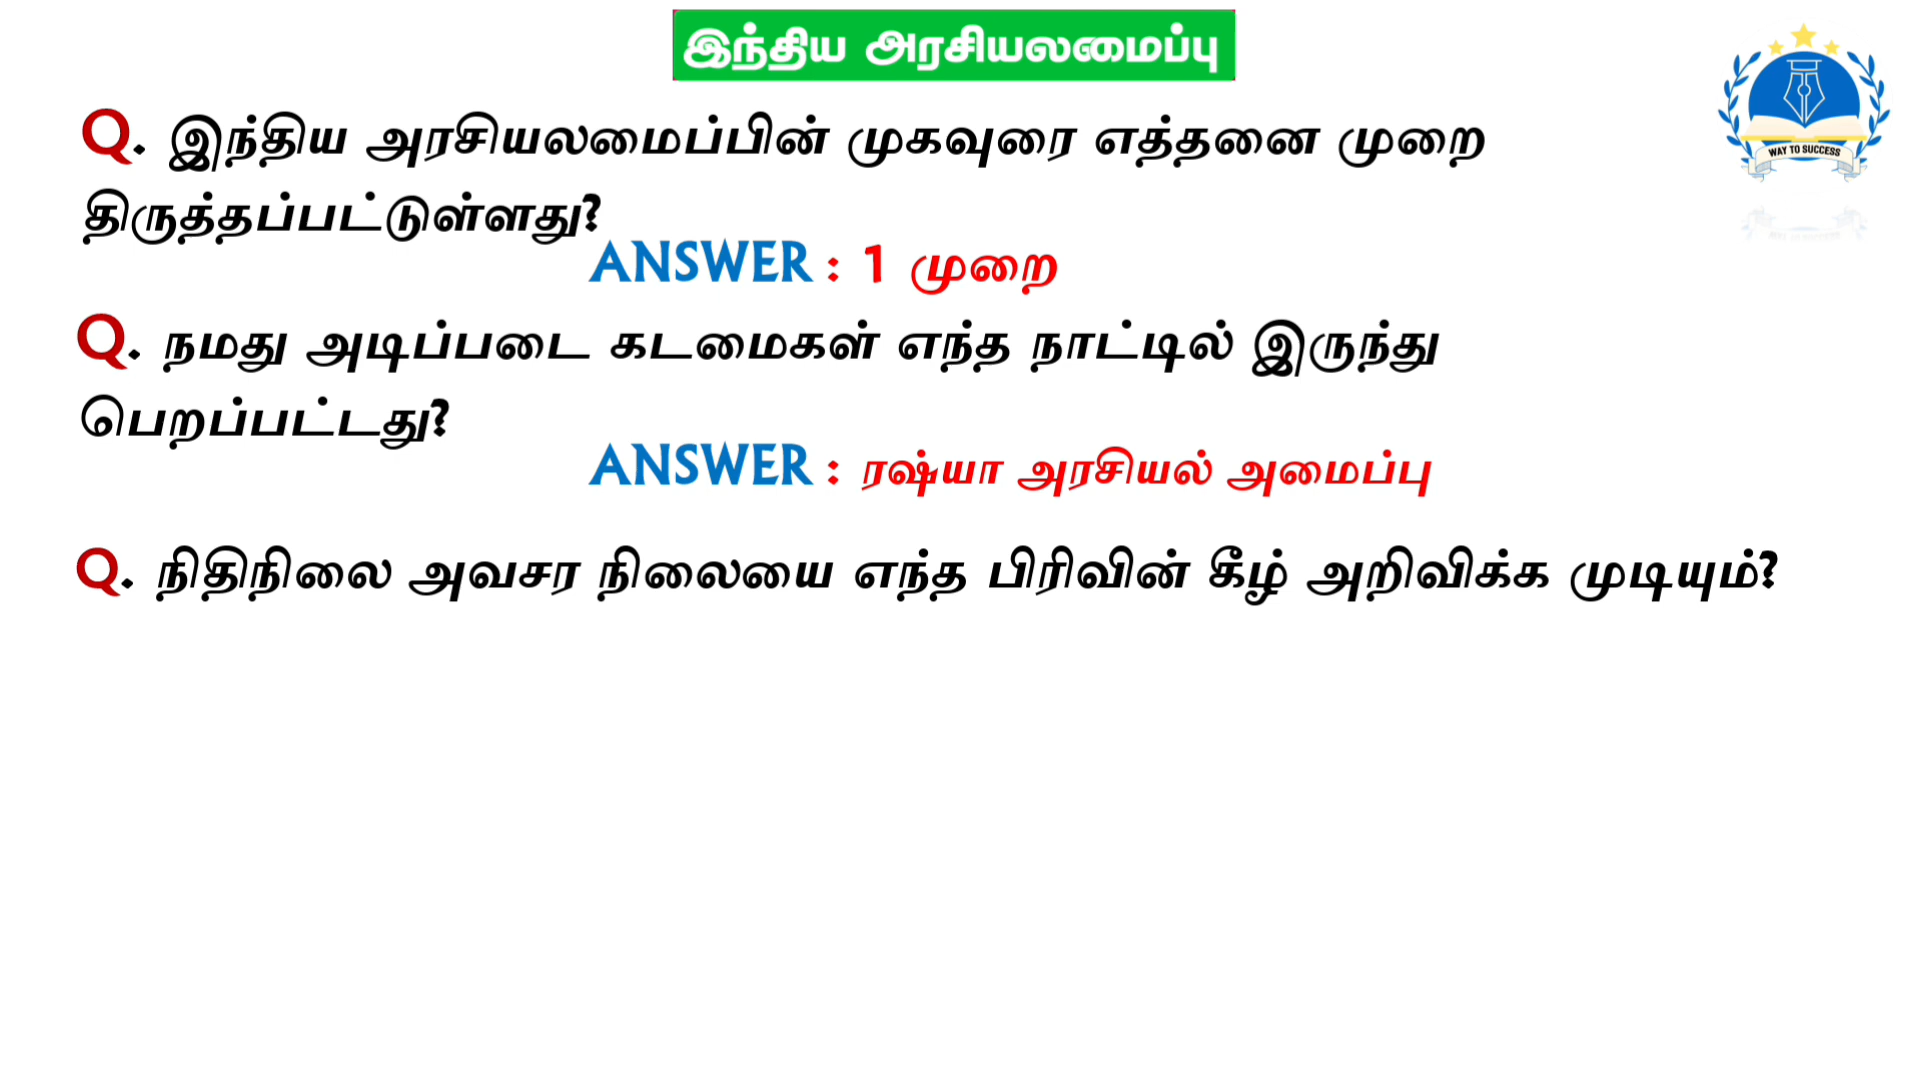 இந்திய அரசியலமைப்பு
WAY TO SUCCESS
Q. இந்திய அரசியலமைப்பின் முகவுரை எத்தனை முறை
திருத்தப்பட்டுள்ளது?
ANSWER : 1 முறை
Q. நமது அடிப்படை கடமைகள் எந்த நாட்டில் இருந்து
பெறப்பட்டது?
ANSWER : ரஷ்யா அரசியல் அமைப்பு
Q. நிதிநிலை அவசர நிலையை எந்த பிரிவின் கீழ் அறிவிக்க முடியும்?